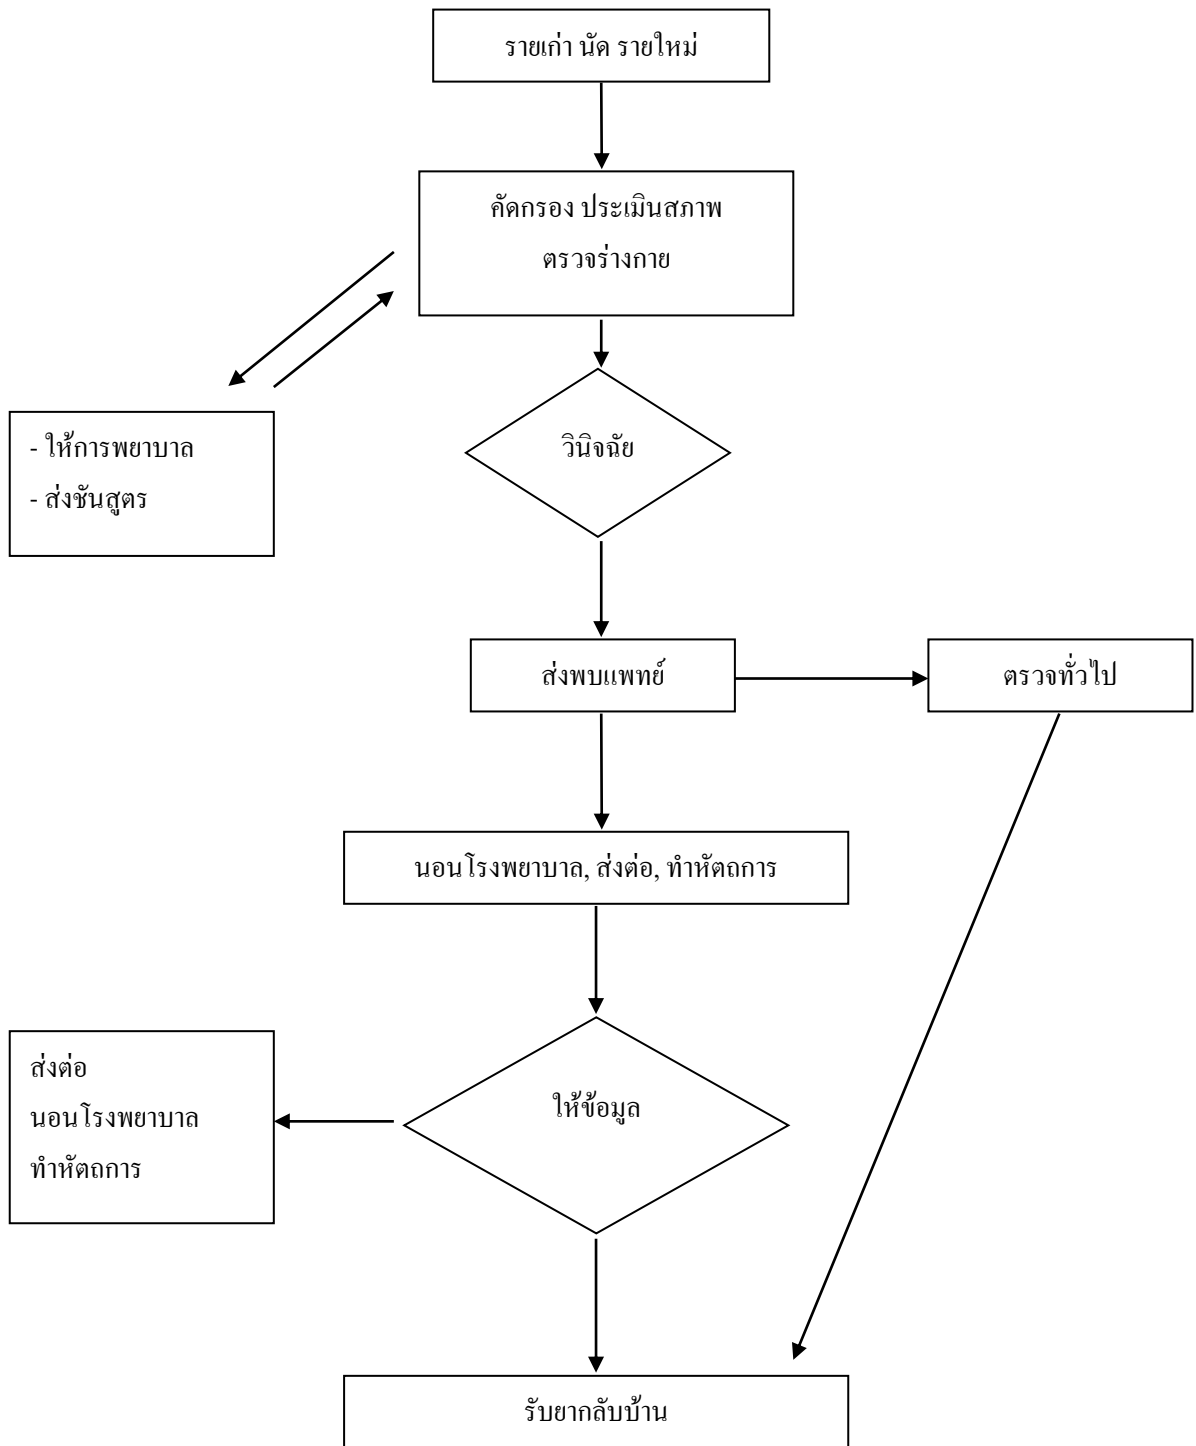 รายเก่า นัด รายใหม่
คัดกรอง ประเมินสภาพ
ตรวจร่างกาย
- ให้การพยาบาล
- ส่งชันสูตร
วินิจฉัย
ส่งพบแพทย์
ตรวจทั่วไป
นอนโรงพยาบาล, ส่งต่อ, ทำหัตถการ
ส่งต่อ
นอนโรงพยาบาล
ทำหัตถการ
ให้ข้อมูล
รับยากลับบ้าน